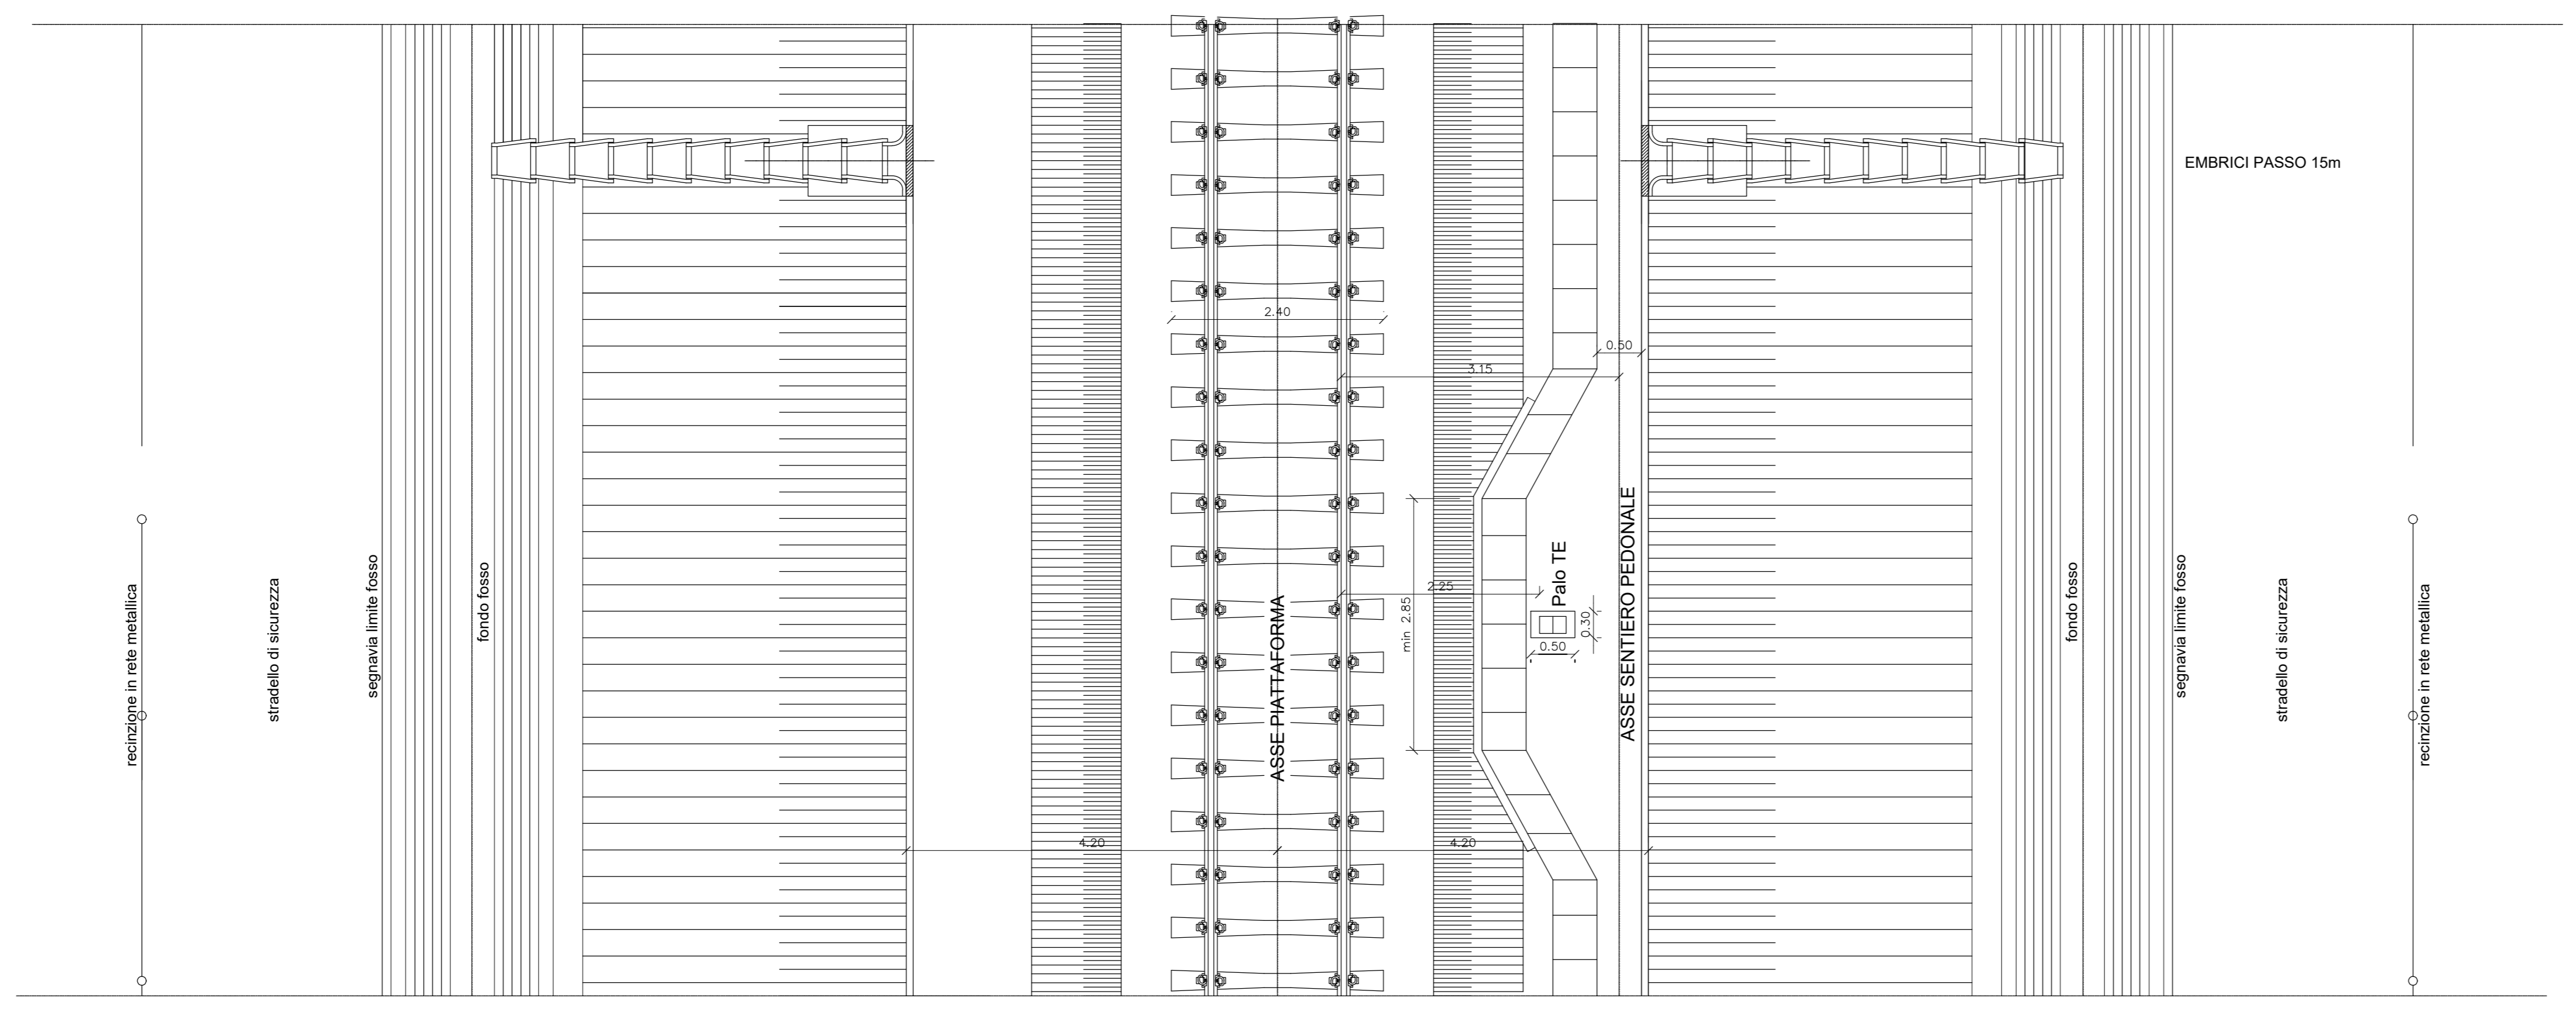 EMBRICI PASSO 15m
2.40
0.50
3.15
recinzione in rete metallica
stradello di sicurezza
segnavia limite fosso
fondo fosso
ASSE PIATTAFORMA
min 2.85
2.25
Palo TE
0.30
0.50
ASSE SENTIERO PEDONALE
fondo fosso
segnavia limite fosso
stradello di sicurezza
recinzione in rete metallica
4.20
4.20